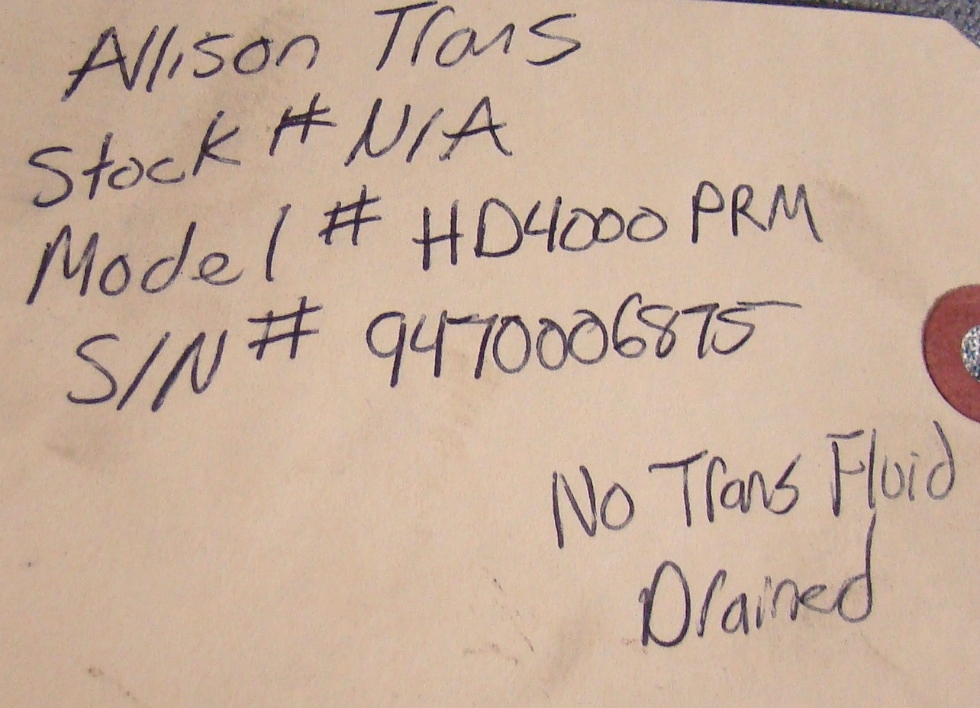 Allison Trans
Stock # N/A
Model # HD4000 PRM
S/N # 9470006875
No Trans Fluid
Drained